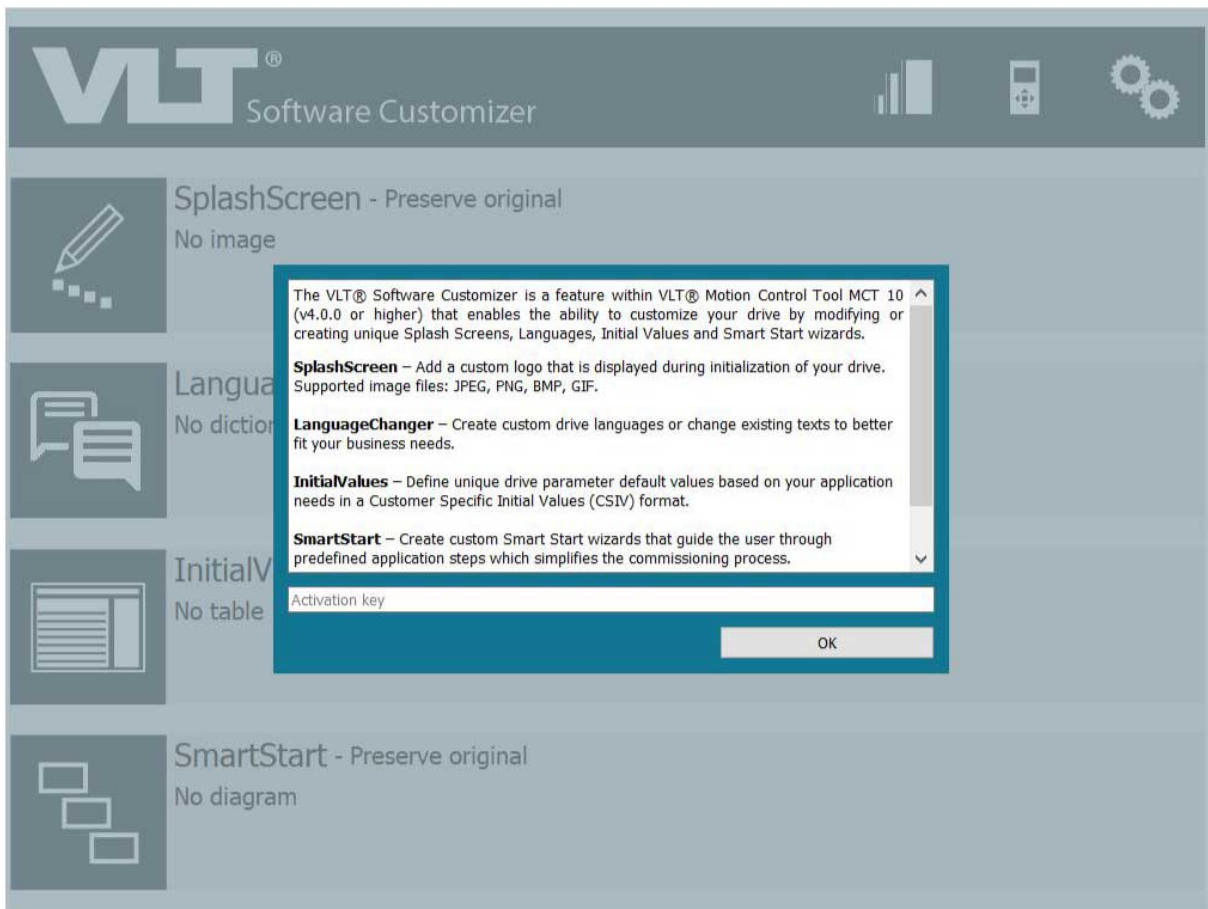 VLT®
Software Customizer
SplashScreen - Preserve original
No image
The VLT® Software Customizer is a feature within VLT® Motion Control Tool MCT 10
(v4.0.0 or higher) that enables the ability to customize your drive by modifying or
creating unique Splash Screens, Languages, Initial Values and Smart Start wizards.
SplashScreen – Add a custom logo that is displayed during initialization of your drive.
Supported image files: JPEG, PNG, BMP, GIF.
Langua
No diction
LanguageChanger – Create custom drive languages or change existing texts to better
fit your business needs.
InitialValues – Define unique drive parameter default values based on your application
needs in a Customer Specific Initial Values (CSIV) format.
SmartStart – Create custom Smart Start wizards that guide the user through
predefined application steps which simplifies the commissioning process.
InitialV
No table
Activation key
OK
SmartStart - Preserve original
No diagram